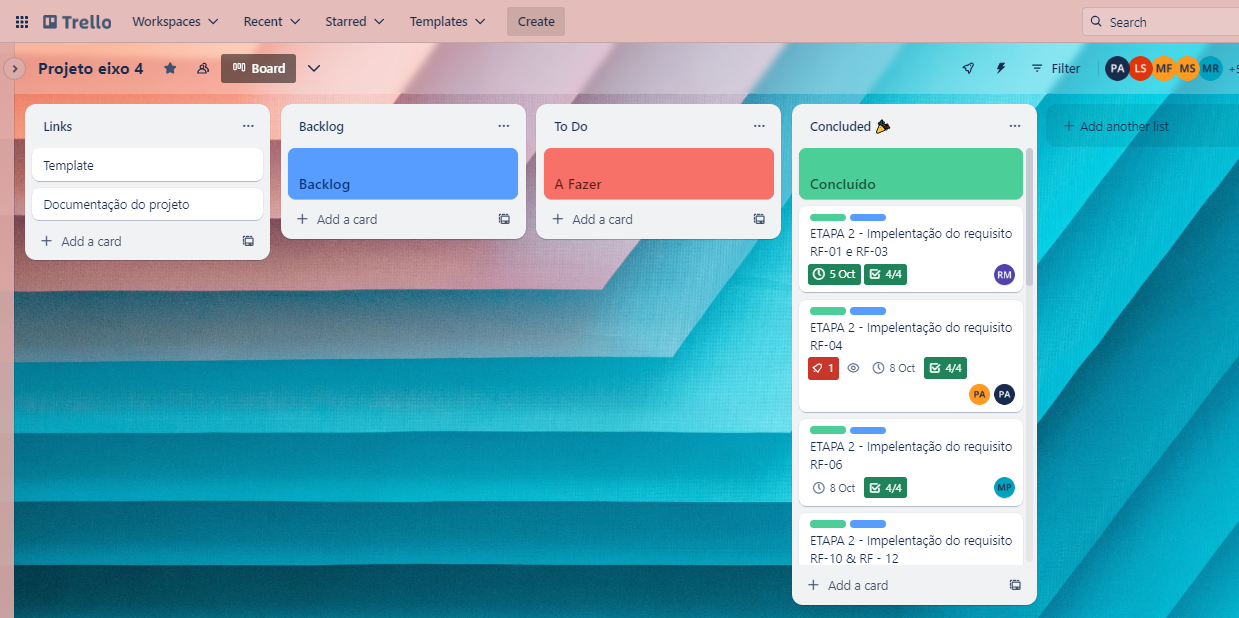 Trello Workspaces Recent Starred Templates Create Search
Projeto eixo 4 Board Filter PA LS MF MS MR +5
Links
Template
Documentação do projeto
Add a card
Backlog
Backlog
Add a card
To Do
A Fazer
Add a card
Concluded
Concluído
ETAPA 2 - Impelentação do requisito
RF-01 e RF-03
5 Oct 4/4 RM
ETAPA 2 - Impelentação do requisito
RF-04
1 8 Oct 4/4
PA PA
ETAPA 2 - Impelentação do requisito
RF-06
8 Oct 4/4 MP
ETAPA 2 - Impelentação do requisito
RF-10 & RF - 12
Add a card
Add another list